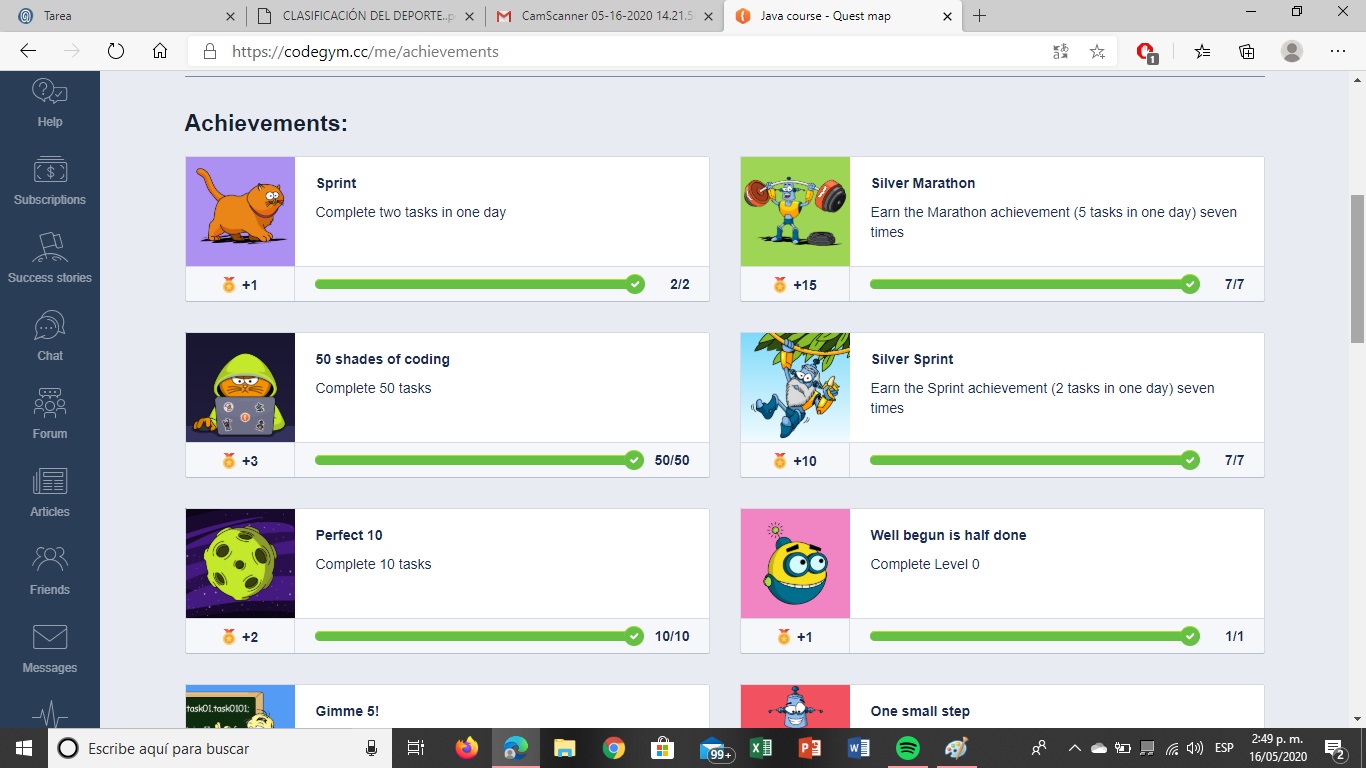 Tarea
CLASIFICACIÓN DEL DEPORTE..p
CamScanner 05-16-2020 14.21.5
Java course - Quest map
https://codegym.cc/me/achievements
1
Help
Subscriptions
Success stories
Chat
Forum
Articles
Friends
Messages
Achievements:
Sprint
Complete two tasks in one day
+1
2/2
Silver Marathon
Earn the Marathon achievement (5 tasks in one day) seven
times
+15
7/7
50 shades of coding
Complete 50 tasks
+3
50/50
Silver Sprint
Earn the Sprint achievement (2 tasks in one day) seven
times
+10
7/7
Perfect 10
Complete 10 tasks
+2
10/10
Well begun is half done
Complete Level 0
+1
1/1
task01.task0101;
Gimme 5!
One small step
Escribe aquí para buscar
99+
ESP
2:49 p. m.
16/05/2020
2